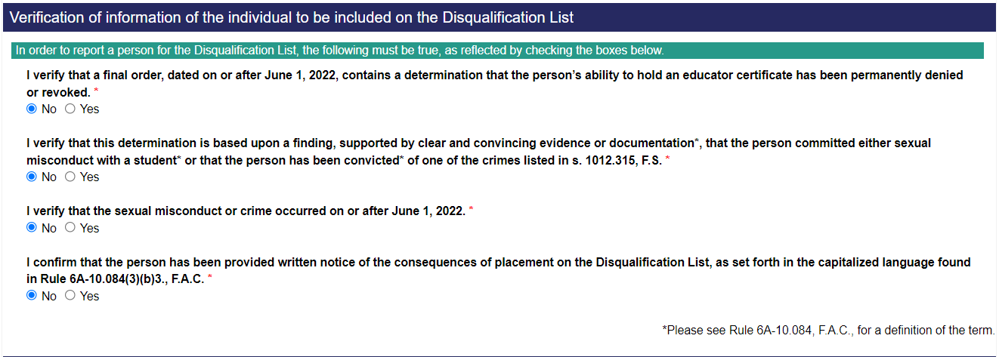 Verification of information of the individual to be included on the Disqualification List
In order to report a person for the Disqualification List, the following must be true, as reflected by checking the boxes below.
I verify that a final order, dated on or after June 1, 2022, contains a determination that the person's ability to hold an educator certificate has been permanently denied
or revoked. *
No Yes
I verify that this determination is based upon a finding, supported by clear and convincing evidence or documentation*, that the person committed either sexual
misconduct with a student* or that the person has been convicted* of one of the crimes listed in s. 1012.315, F.S. *
No Yes
I verify that the sexual misconduct or crime occurred on or after June 1, 2022. *
No Yes
I confirm that the person has been provided written notice of the consequences of placement on the Disqualification List, as set forth in the capitalized language found
in Rule 6A-10.084(3)(b)3., F.A.C. *
No Yes
*Please see Rule 6A-10.084, F.A.C., for a definition of the term.